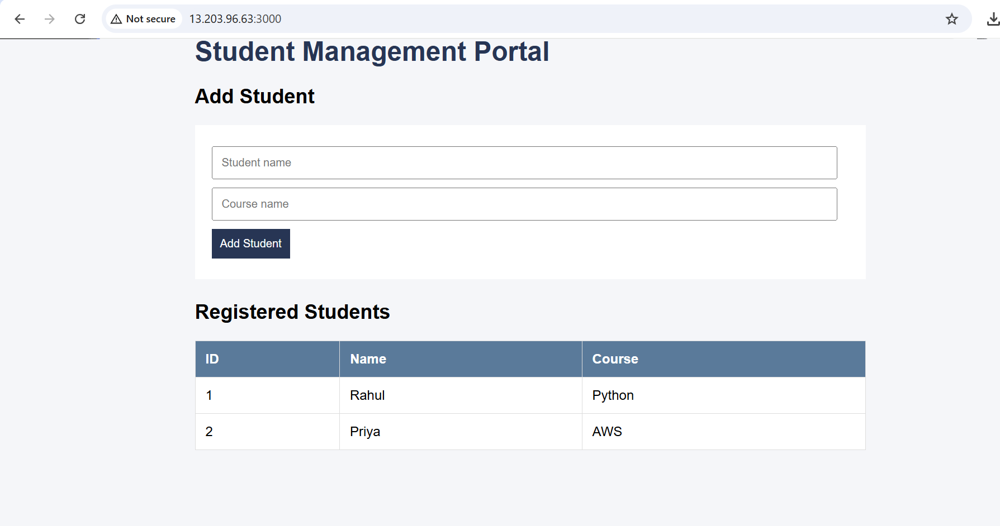 Not secure 13.203.96.63:3000
Student Management Portal
Add Student
Student name
Course name
Add Student
Registered Students
ID Name Course
1 Rahul Python
2 Priya AWS